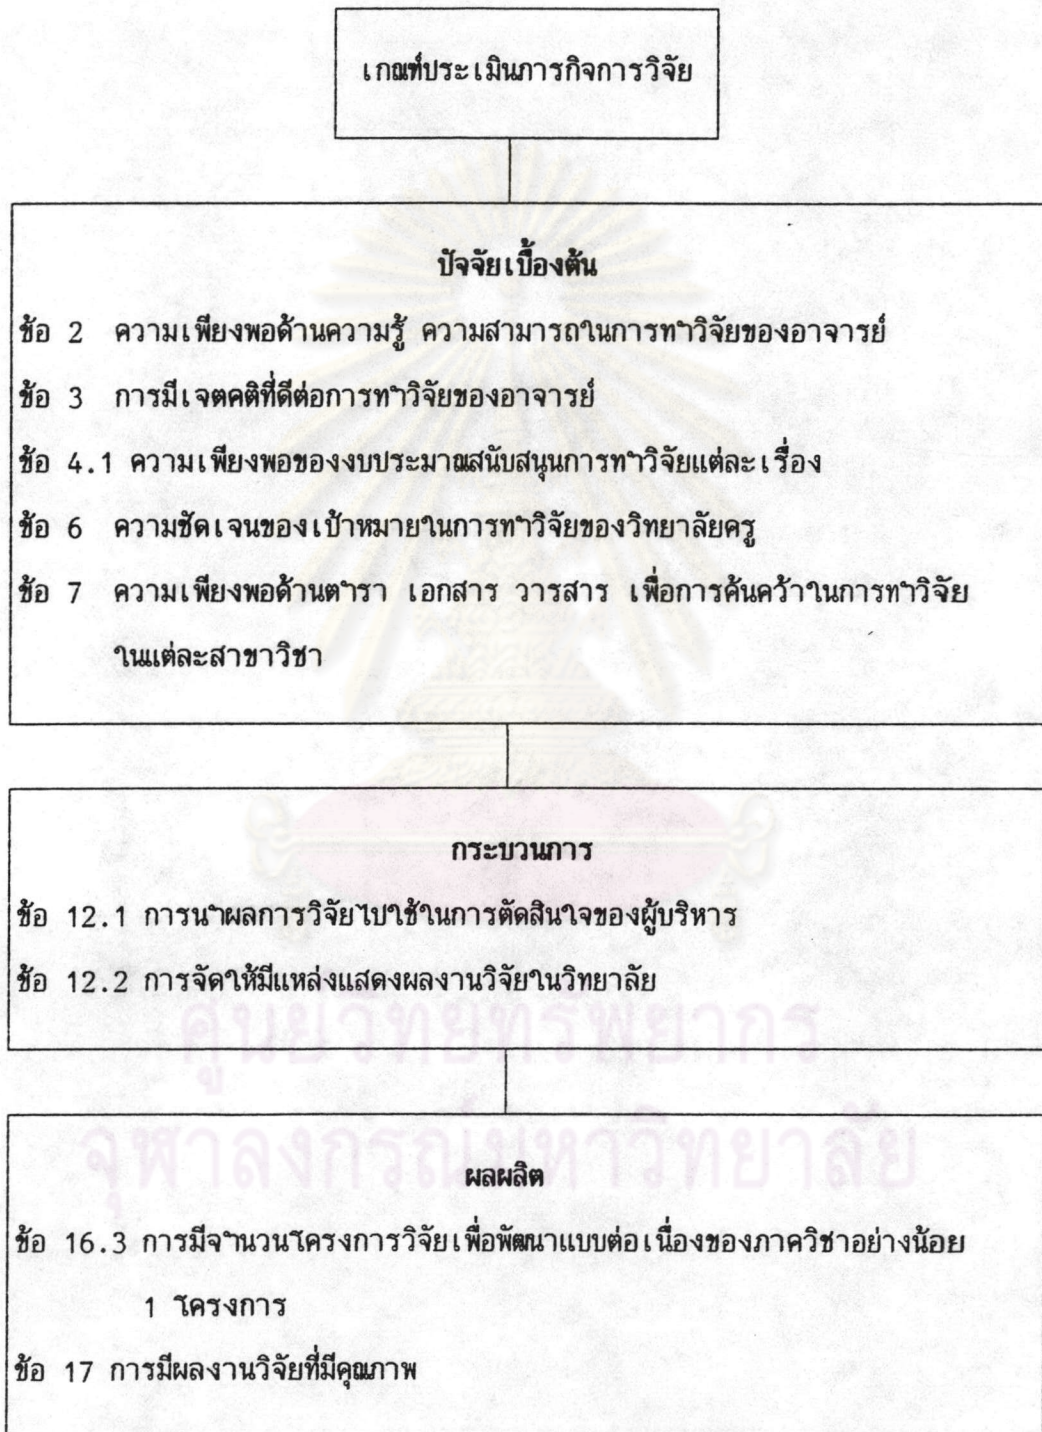 เกณฑ์ประเมินภารกิจการวิจัย
ปัจจัยเบื้องต้น
ข้อ 2 ความเพียงพอด้านความรู้ ความสามารถในการทำวิจัยของอาจารย์
ข้อ 3 การมีเจตคติที่ดีต่อการทำวิจัยของอาจารย์
ข้อ 4.1 ความเพียงพอของงบประมาณสนับสนุนการทำวิจัยแต่ละเรื่อง
ข้อ 6 ความชัดเจนของเป้าหมายในการทำวิจัยของวิทยาลัยครู
ข้อ 7 ความเพียงพอด้านตำรา เอกสาร วารสาร เพื่อการค้นคว้าในการทำวิจัย
ในแต่ละสาขาวิชา
กระบวนการ
ข้อ 12.1 การนำผลการวิจัยไปใช้ในการตัดสินใจของผู้บริหาร
ข้อ 12.2 การจัดให้มีแหล่งแสดงผลงานวิจัยในวิทยาลัย
ศูนย์วิทยทรัพยากร
จุฬาลงกรณ์มหาวิทยาลัย
ผลผลิต
ข้อ 16.3 การมีจำนวนโครงการวิจัยเพื่อพัฒนาแบบต่อเนื่องของภาควิชาอย่างน้อย
1 โครงการ
ข้อ 17 การมีผลงานวิจัยที่มีคุณภาพ